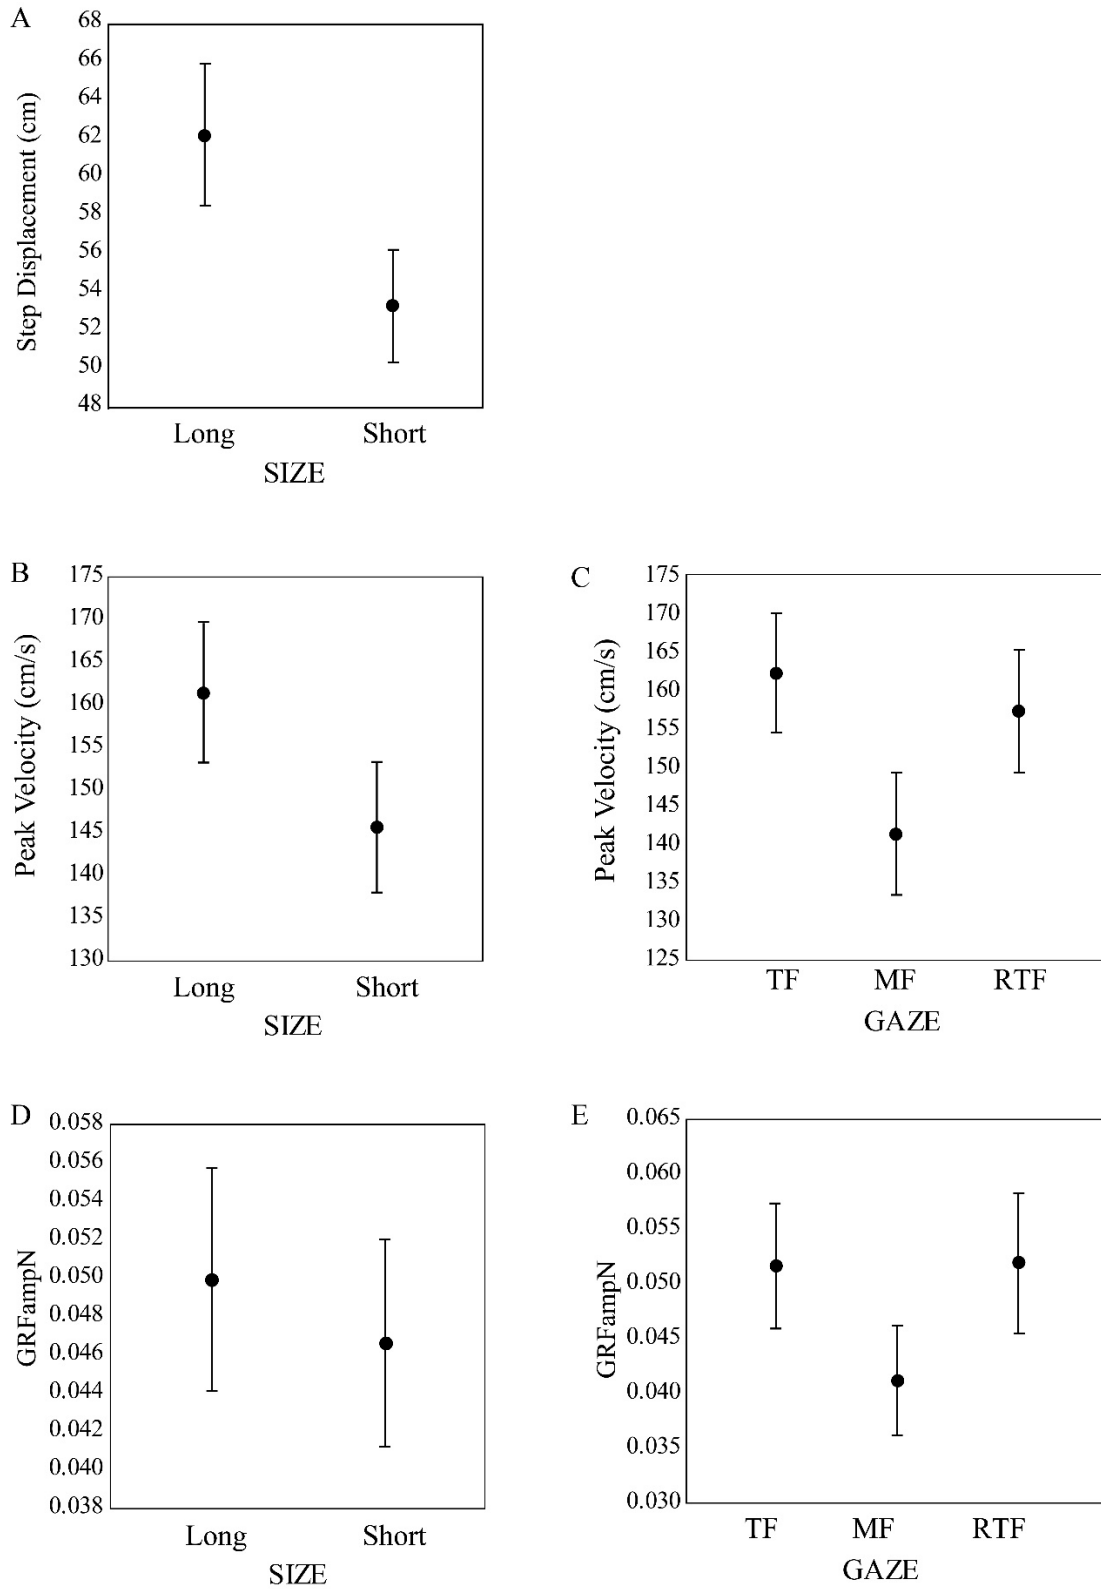 A
Step Displacement (cm)
68
66
64
62
60
58
56
54
52
50
48
Long Short
SIZE
B
Peak Velocity (cm/s)
175
170
165
160
155
150
145
140
135
130
Long Short
SIZE
C
Peak Velocity (cm/s)
175
170
165
160
155
150
145
140
135
130
125
TF MF RTF
GAZE
D
GRFampN
0.058
0.056
0.054
0.052
0.050
0.048
0.046
0.044
0.042
0.040
0.038
Long Short
SIZE
E
GRFampN
0.065
0.060
0.055
0.050
0.045
0.040
0.035
0.030
TF MF RTF
GAZE